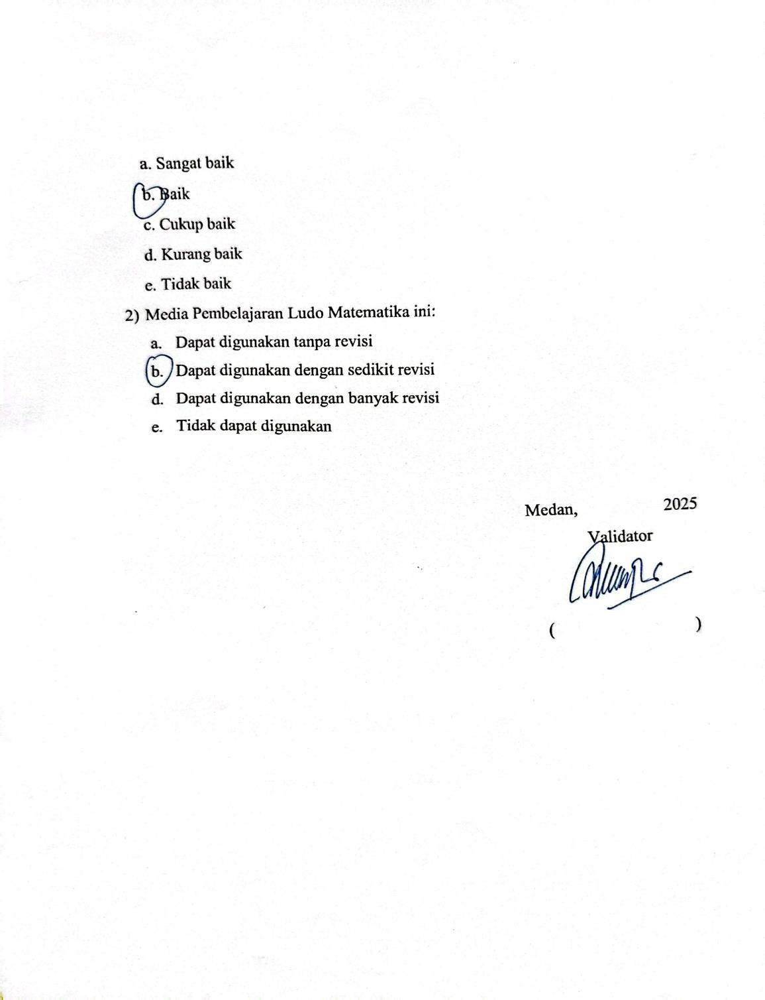 a. Sangat baik
b. Baik
c. Cukup baik
d. Kurang baik
e. Tidak baik
2) Media Pembelajaran Ludo Matematika ini:
a. Dapat digunakan tanpa revisi
b. Dapat digunakan dengan sedikit revisi
d. Dapat digunakan dengan banyak revisi
e. Tidak dapat digunakan
Medan, 2025
Validator
( )